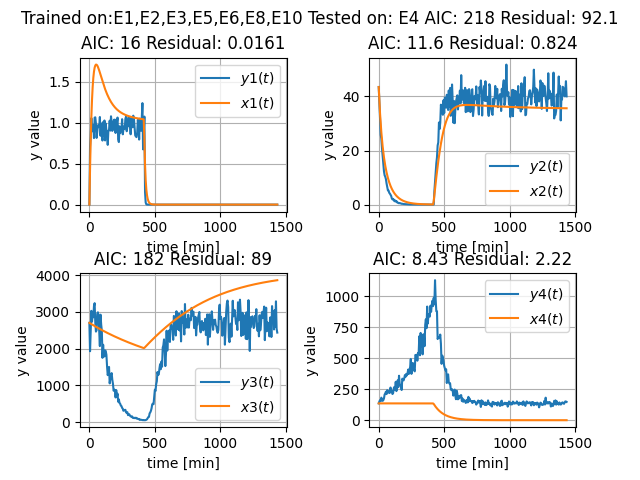 Trained on:E1,E2,E3,E5,E6,E8,E10 Tested on: E4 AIC: 218 Residual: 92.1
AIC: 16 Residual: 0.0161
y value
1.5
1.0
0.5
0.0
0
500
1000
1500
time [min]
y1(t)
x1(t)
AIC: 11.6 Residual: 0.824
y value
40
20
0
0
500
1000
1500
time [min]
y2(t)
x2(t)
AIC: 182 Residual: 89
y value
4000
3000
2000
1000
0
0
500
1000
1500
time [min]
y3(t)
x3(t)
AIC: 8.43 Residual: 2.22
y value
1000
750
500
250
0
0
500
1000
1500
time [min]
y4(t)
x4(t)